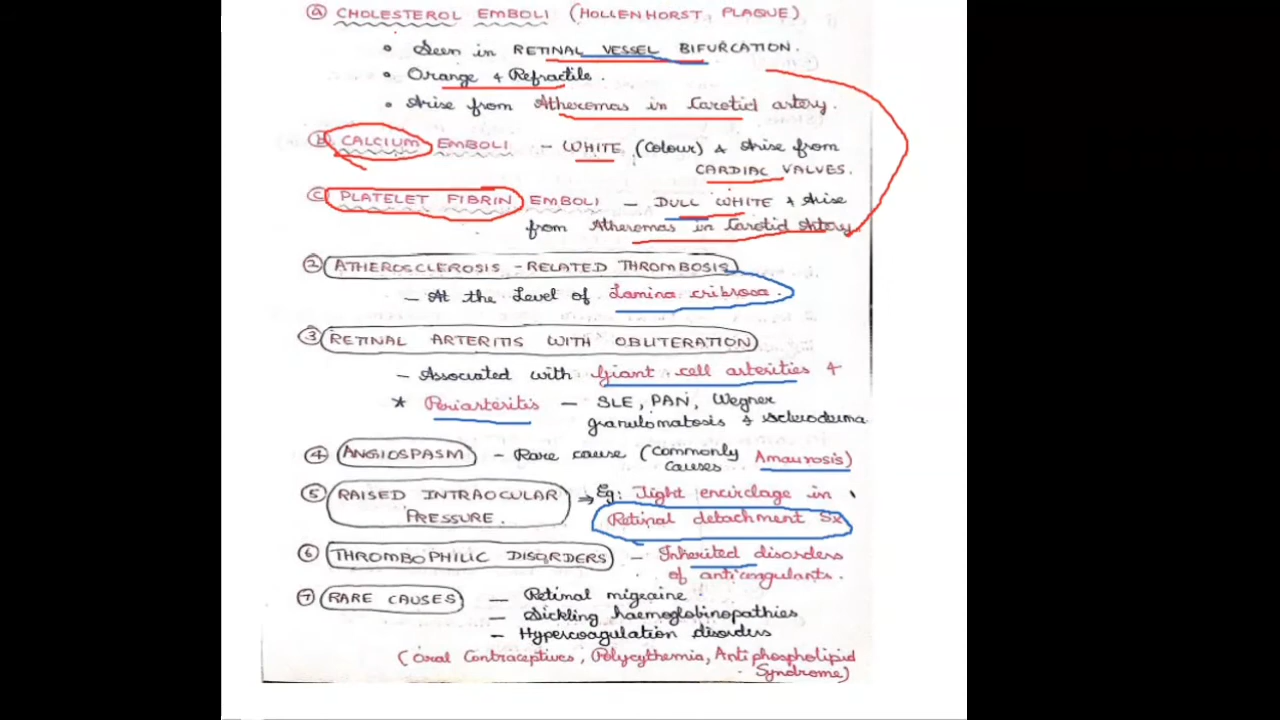 Ⓐ CHOLESTEROL EMBOLI (HOLLENHORST PLAQUE)
• Seen in RETINAL VESSEL BIFURCATION.
• Orange & Refractile.
• Arise from Atheromas in Carotid artery.
Ⓑ CALCIUM EMBOLI - WHITE (Colour) & Arise from
CARDIAC VALVES.
Ⓒ PLATELET FIBRIN EMBOLI - DULL WHITE & Arise
from Atheromas in Carotid Artery
② ATHEROSCLEROSIS - RELATED THROMBOSIS
- At the Level of Lamina cribrosa.
③ RETINAL ARTERITIS WITH OBLITERATION
- Associated with Giant cell arterities &
* Periarteritis - SLE, PAN, Wegner
granulomatosis & scleroderma
④ ANGIOSPASM - Rare cause (Commonly Amaurosis)
causes
⑤ RAISED INTRAOCULAR PRESSURE. ⇒ Eg: Tight encirclage in
Retinal detachment Sx
⑥ THROMBOPHILIC DISORDERS - Inherited disorders
of anticoagulants.
⑦ RARE CAUSES - Retinal migraine
- Sickling haemoglobinopathies
- Hypercoagulation disorders
(Oral Contraceptives, Polycythemia, Antiphospholipid
Syndrome)